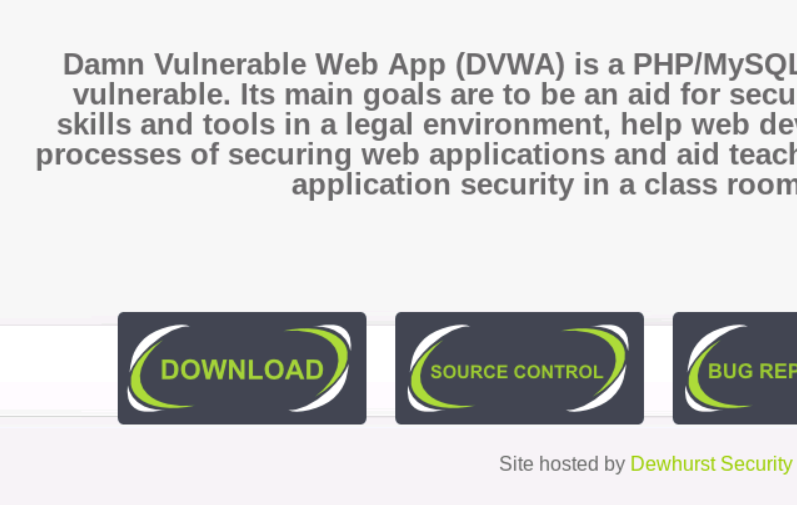 Damn Vulnerable Web App (DVWA) is a PHP/MySQL
vulnerable. Its main goals are to be an aid for secu
skills and tools in a legal environment, help web dev
processes of securing web applications and aid teach
application security in a class room
DOWNLOAD
SOURCE CONTROL
BUG REP
Site hosted by Dewhurst Security